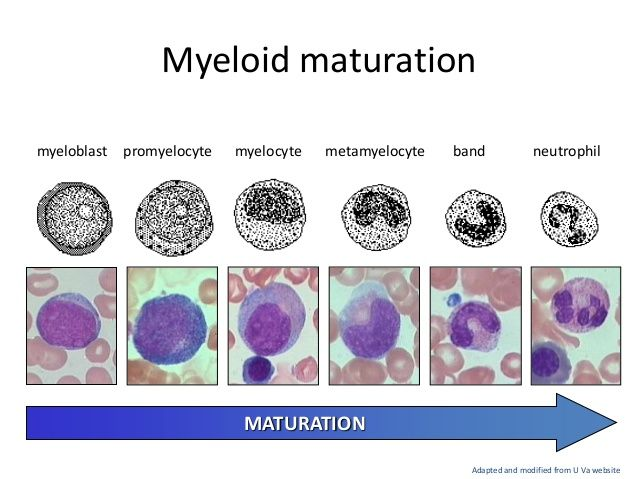 Myeloid maturation
myeloblast promyelocyte myelocyte metamyelocyte band neutrophil
MATURATION
Adapted and modified from U Va website